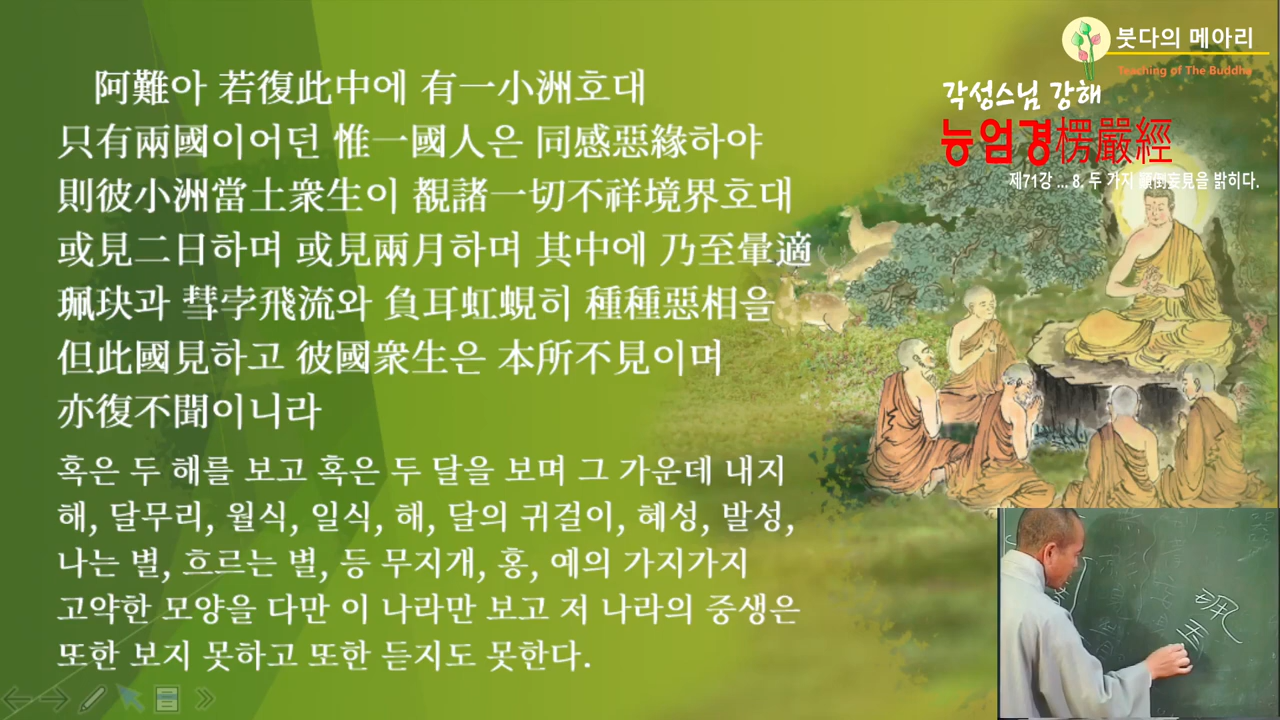 붓다의 메아리
Teaching of The Buddha
각성스님 강해
능엄경楞嚴經
제71강 ... 8. 두 가지 顚倒妄見을 밝히다.
阿難아 若復此中에 有一小洲호대
只有兩國이어던 惟一國人은 同感惡緣하야
則彼小洲當土衆生이 覩諸一切不祥境界호대
或見二日하며 或見兩月하며 其中에 乃至暈適
珮玦과 彗孛飛流와 負耳虹蜺히 種種惡相을
但此國見하고 彼國衆生은 本所不見이며
亦復不聞이니라
혹은 두 해를 보고 혹은 두 달을 보며 그 가운데 내지
해, 달무리, 월식, 일식, 해, 달의 귀걸이, 혜성, 발성,
나는 별, 흐르는 별, 등 무지개, 홍, 예의 가지가지
고약한 모양을 다만 이 나라만 보고 저 나라의 중생은
또한 보지 못하고 또한 듣지도 못한다.
珮